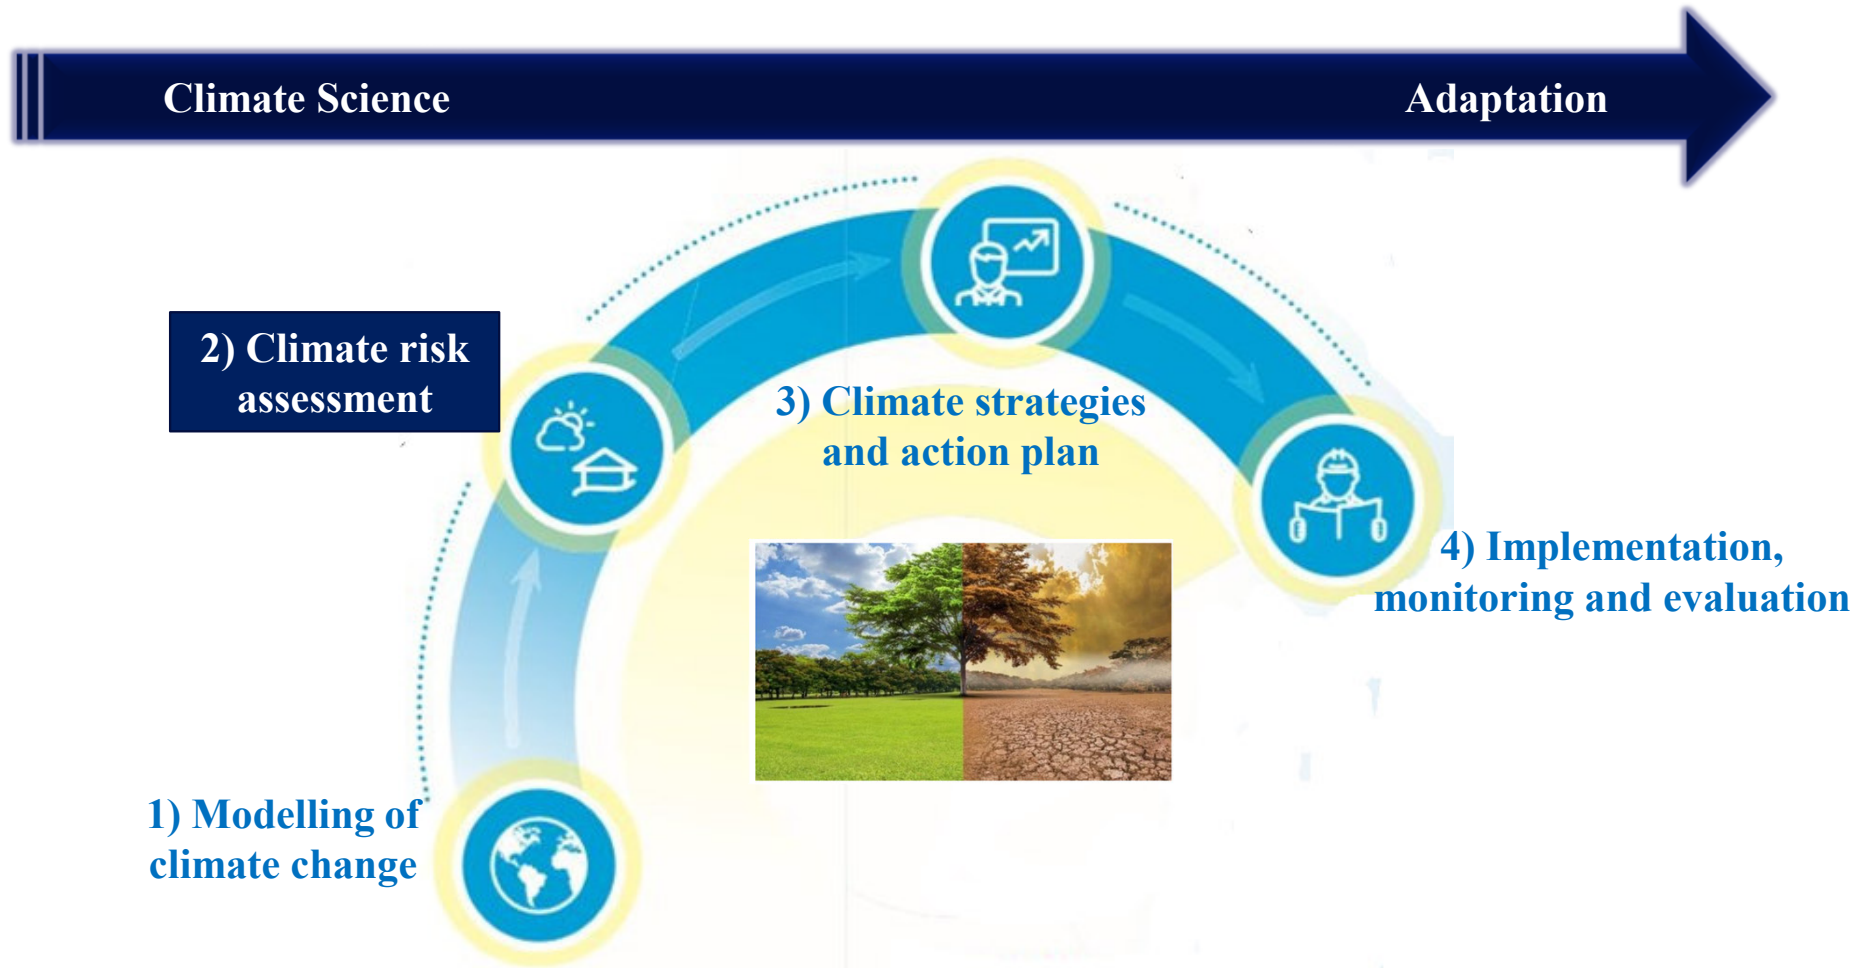 Climate Science
Adaptation
2) Climate risk
assessment
3) Climate strategies
and action plan
4) Implementation,
monitoring and evaluation
1) Modelling of
climate change